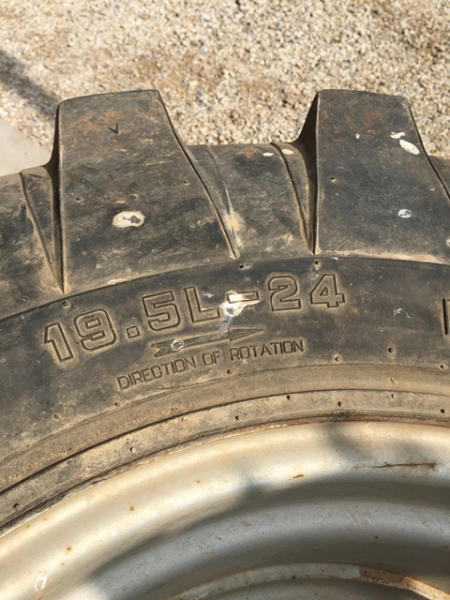 19.5L-24
DIRECTION OF ROTATION